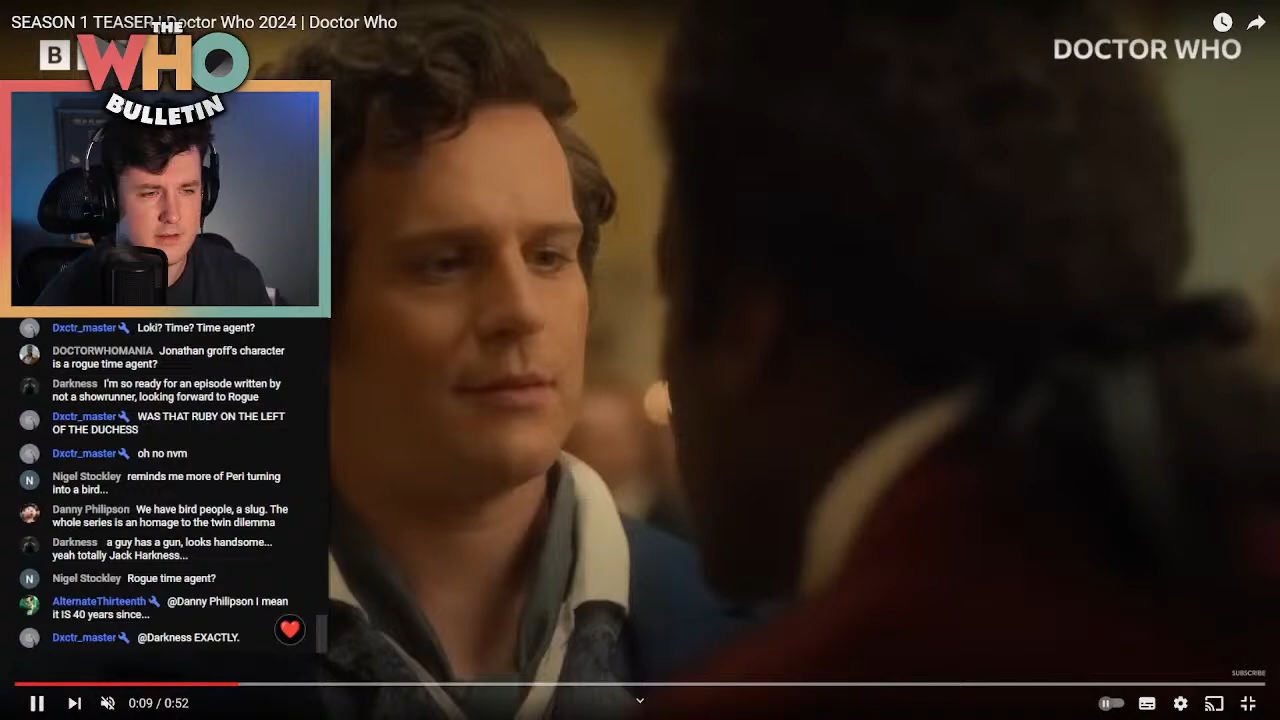 SEASON 1 TEASER | Doctor Who 2024 | Doctor Who
B
THE
WHO
BULLETIN
DOCTOR WHO
Dxctr_master Loki? Time? Time agent?
DOCTORWHOMANIA Jonathan groff's character
is a rogue time agent?
Darkness I'm so ready for an episode written by
not a showrunner, looking forward to Rogue
Dxctr_master WAS THAT RUBY ON THE LEFT
OF THE DUCHESS
Dxctr_master oh no nvm
N Nigel Stockley reminds me more of Peri turning
into a bird...
Danny Philipson We have bird people, a slug. The
whole series is an homage to the twin dilemma
Darkness a guy has a gun, looks handsome...
yeah totally Jack Harkness...
N Nigel Stockley Rogue time agent?
AlternateThirteenth @Danny Philipson I mean
it IS 40 years since...
Dxctr_master @Darkness EXACTLY.
SUBSCRIBE
0:09 / 0:52